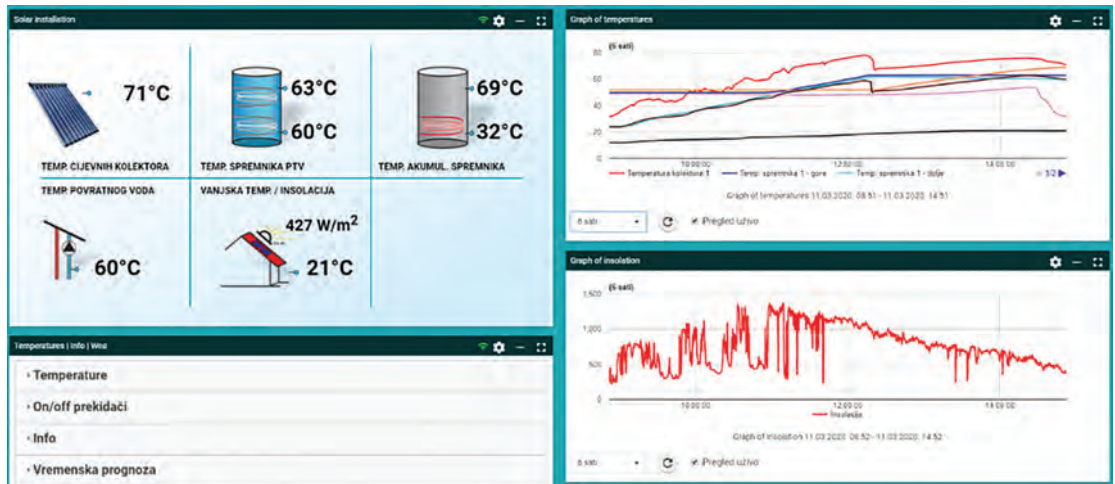 Solar installation
71°C
63°C
60°C
69°C
32°C
TEMP. CIJEVNIH KOLEKTORA
TEMP. SPREMNIKA PTV
TEMP. AKUMUL. SPREMNIKA
TEMP. POVRATNOG VODA
VANJSKA TEMP. / INSOLACIJA
60°C
427 W/m²
21°C
Temperatures | Info | Wea
› Temperature
› On/off prekidači
› Info
› Vremenska prognoza
Graph of temperatures
(6 sati)
80
60
40
20
0
10:00:00
12:00:00
14:00:00
Temperatura kolektora 1
Temp. spremnika 1 - gore
Temp. spremnika 1 - dolje
1/2
Graph of temperatures 11.03.2020. 08:51 - 11.03.2020. 14:51
6 sati
Pregled uživo
Graph of insolation
(6 sati)
1,500
1,000
500
0
10:00:00
12:00:00
14:00:00
Insolacija
Graph of insolation 11.03.2020. 08:52 - 11.03.2020. 14:52
6 sati
Pregled uživo